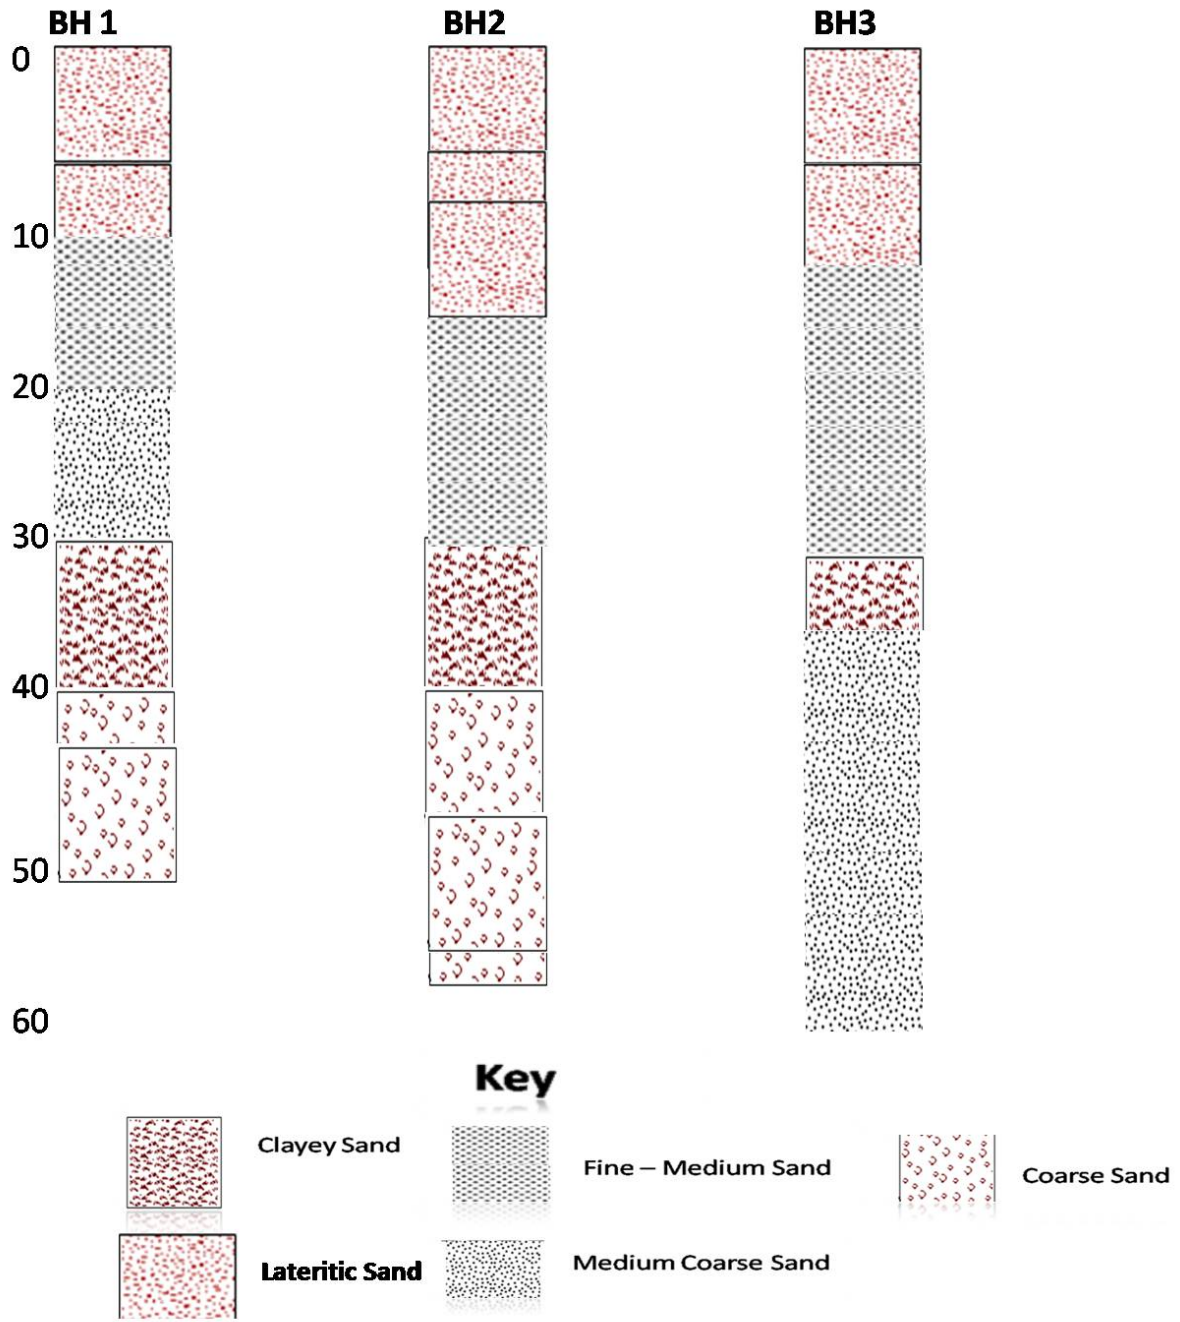 BH 1
BH2
BH3
0
10
20
30
40
50
60
Key
Clayey Sand
Fine – Medium Sand
Coarse Sand
Lateritic Sand
Medium Coarse Sand